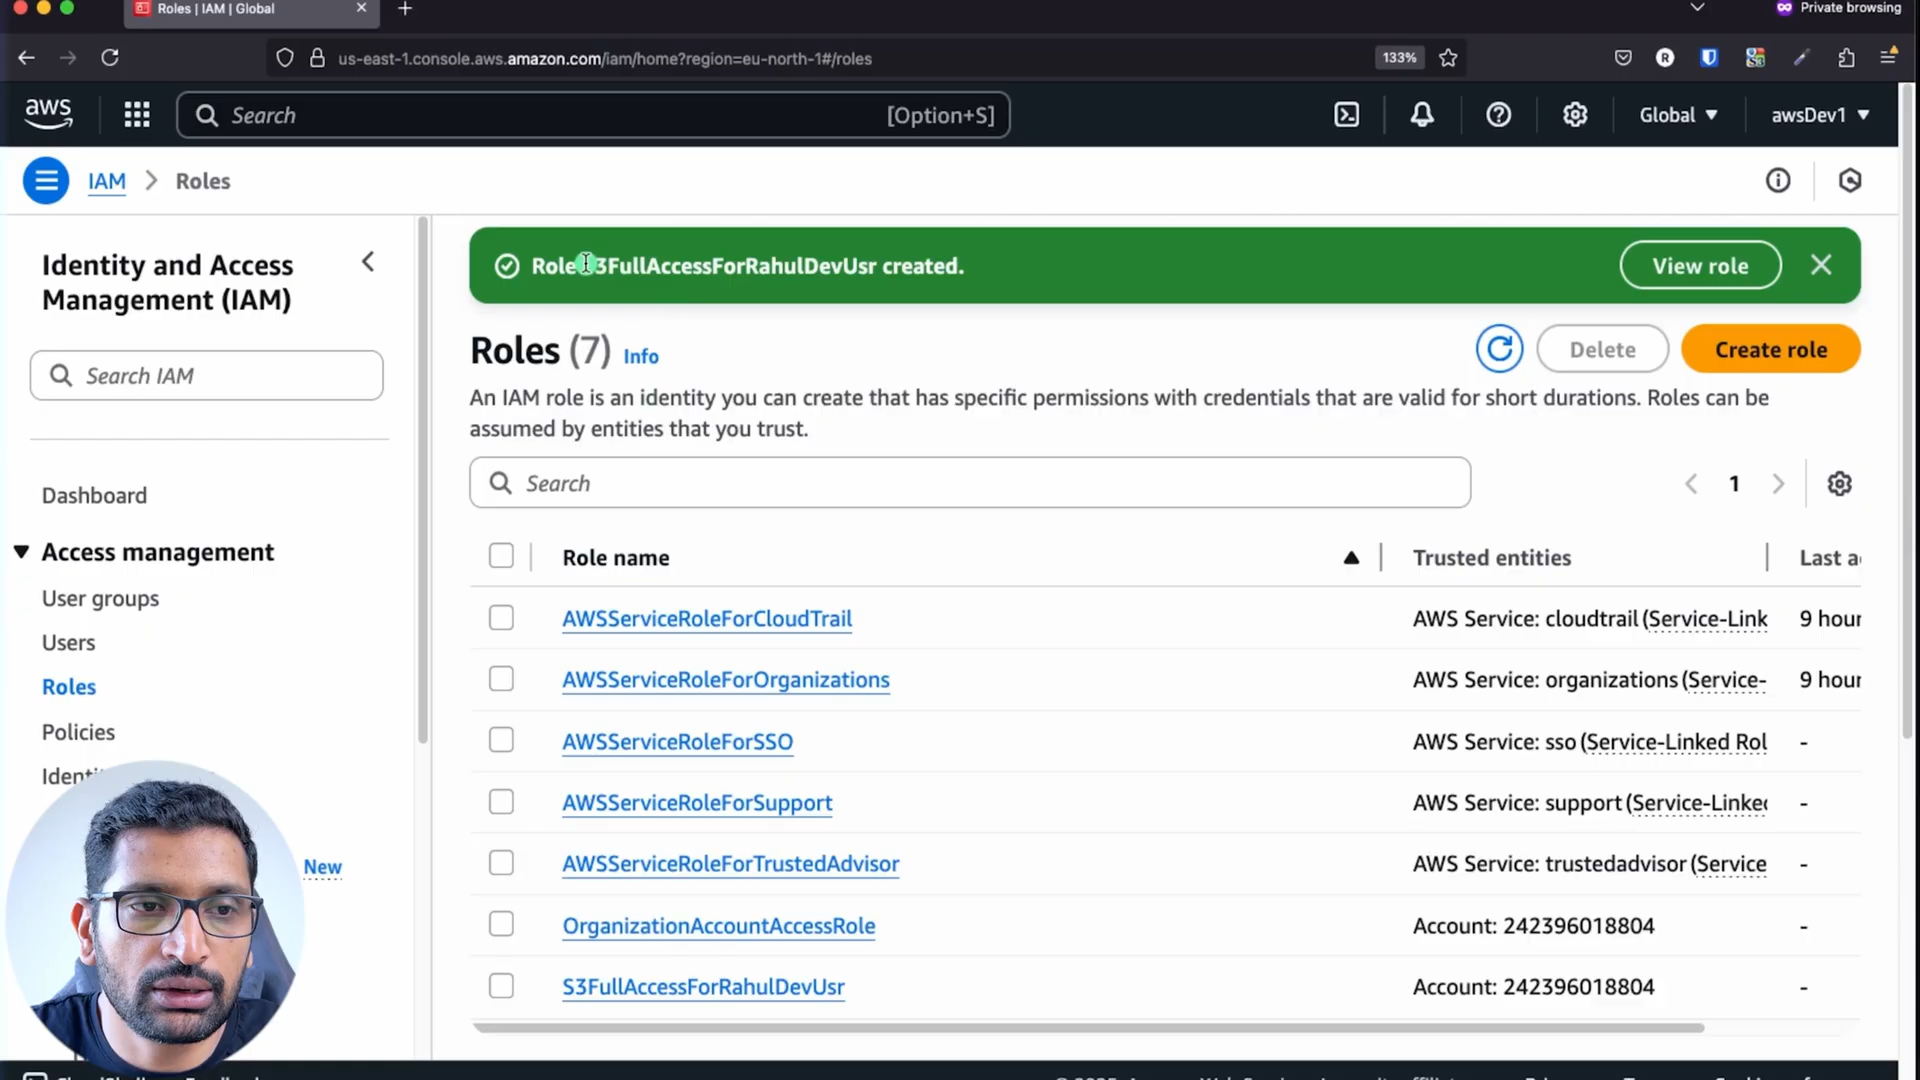 Roles | IAM | Global
Private browsing
us-east-1.console.aws.amazon.com/iam/home?region=eu-north-1#/roles
133%
aws
Search
[Option+S]
Global
awsDev1
IAM
Roles
Identity and Access
Management (IAM)
Search IAM
Dashboard
Access management
User groups
Users
Roles
Policies
New
Role S3FullAccessForRahulDevUsr created.
View role
Roles (7) Info
Delete
Create role
An IAM role is an identity you can create that has specific permissions with credentials that are valid for short durations. Roles can be
assumed by entities that you trust.
Search
1
Role name
Trusted entities
Last a
AWSServiceRoleForCloudTrail
AWS Service: cloudtrail (Service-Link
9 hour
AWSServiceRoleForOrganizations
AWS Service: organizations (Service-
9 hour
AWSServiceRoleForSSO
AWS Service: sso (Service-Linked Rol
-
AWSServiceRoleForSupport
AWS Service: support (Service-Linked
-
AWSServiceRoleForTrustedAdvisor
AWS Service: trustedadvisor (Service
-
OrganizationAccountAccessRole
Account: 242396018804
-
S3FullAccessForRahulDevUsr
Account: 242396018804
-